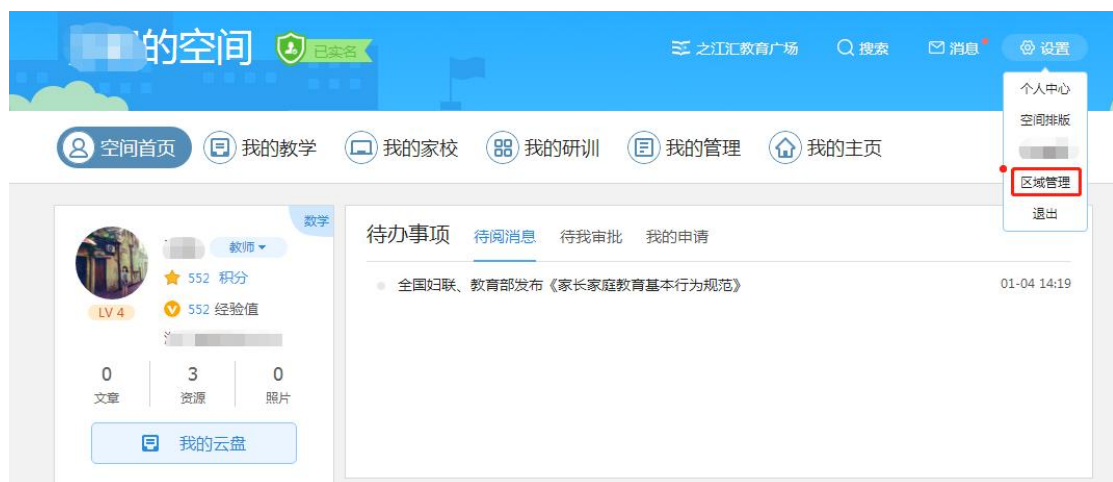 的空间 已实名 之江汇教育广场 搜索 消息 设置
个人中心
空间排版
区域管理
退出
空间首页 我的教学 我的家校 我的研训 我的管理 我的主页
数学
教师
552 积分
LV 4
552 经验值
0 3 0
文章 资源 照片
我的云盘
待办事项 待阅消息 待我审批 我的申请
全国妇联、教育部发布《家长家庭教育基本行为规范》 01-04 14:19